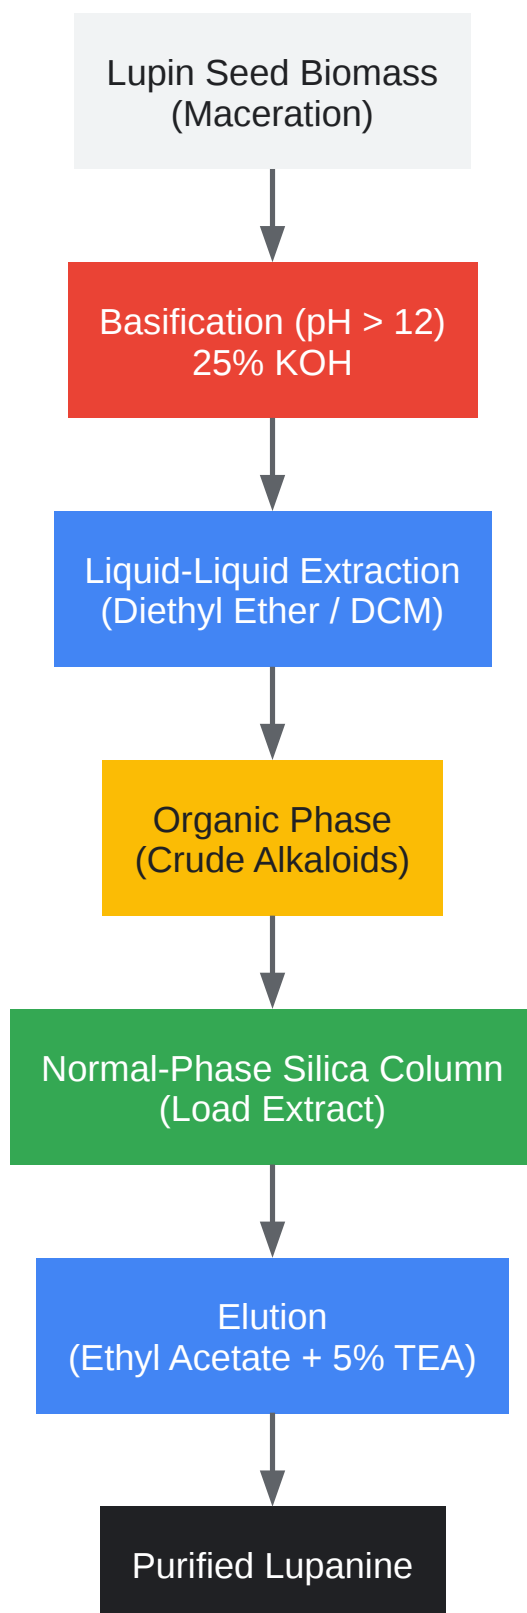 Lupin Seed Biomass
(Maceration)
Basification (pH > 12)
25% KOH
Liquid-Liquid Extraction
(Diethyl Ether / DCM)
Organic Phase
(Crude Alkaloids)
Normal-Phase Silica Column
(Load Extract)
Elution
(Ethyl Acetate + 5% TEA)
Purified Lupanine